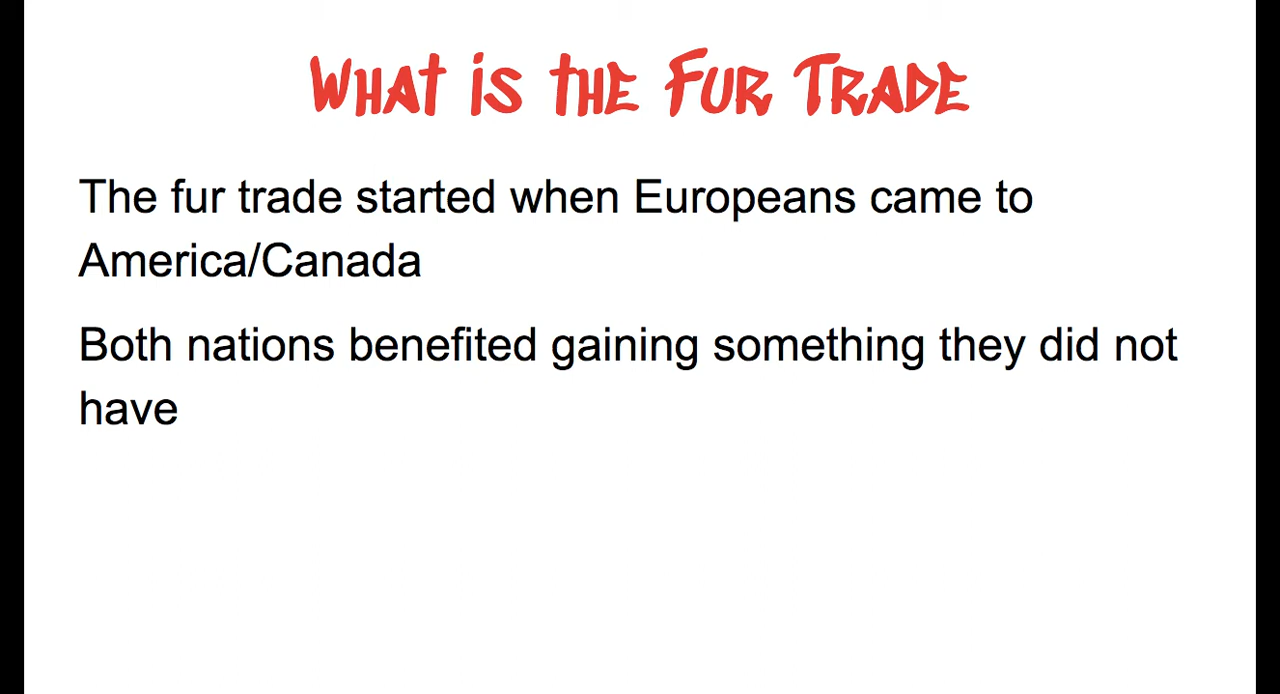 What is the Fur Trade
The fur trade started when Europeans came to
America/Canada
Both nations benefited gaining something they did not
have